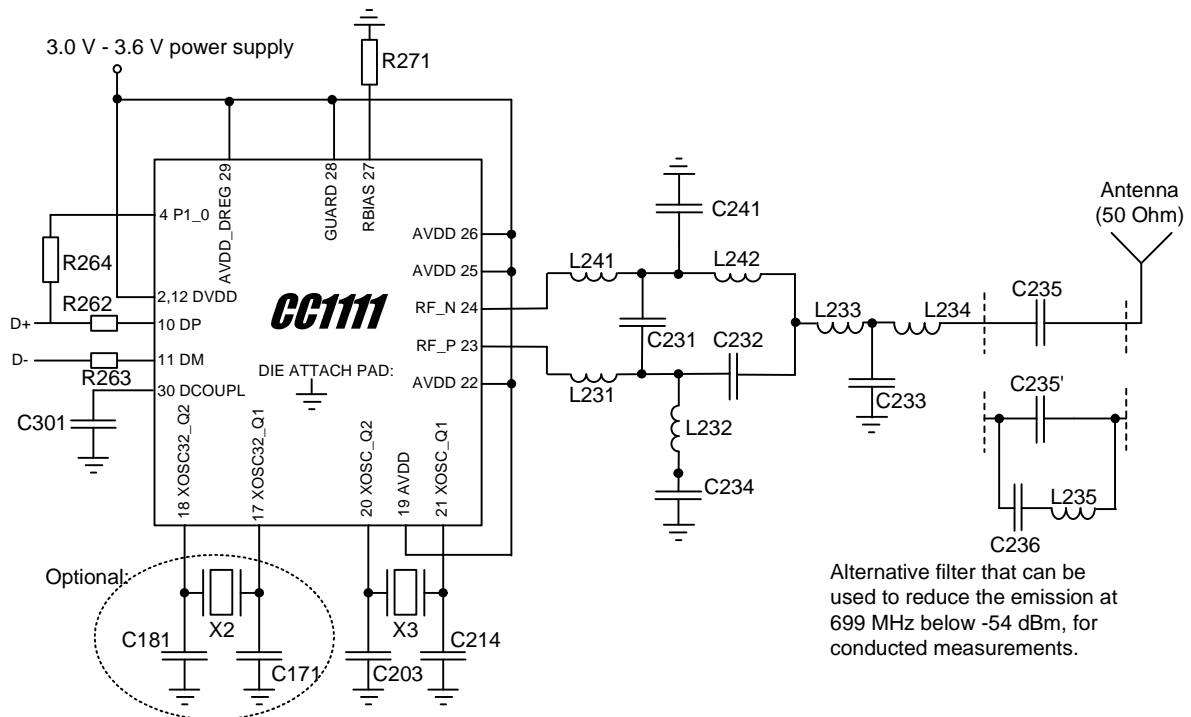 3.0 V - 3.6 V power supply
R271
AVDD_DREG 29
GUARD 28
RBIAS 27
4 P1_0
R264
R262
2,12 DVDD
D+
10 DP
D-
11 DM
R263
30 DCOUPL
C301
CC1111
DIE ATTACH PAD:
AVDD 26
AVDD 25
RF_N 24
RF_P 23
AVDD 22
18 XOSC32_Q2
17 XOSC32_Q1
20 XOSC_Q2
19 AVDD
21 XOSC_Q1
Optional:
X2
X3
C181
C171
C203
C214
L241
C241
L242
C231
C232
L231
L232
C234
L233
L234
C233
Antenna
(50 Ohm)
C235
C235'
L235
C236
Alternative filter that can be
used to reduce the emission at
699 MHz below -54 dBm, for
conducted measurements.